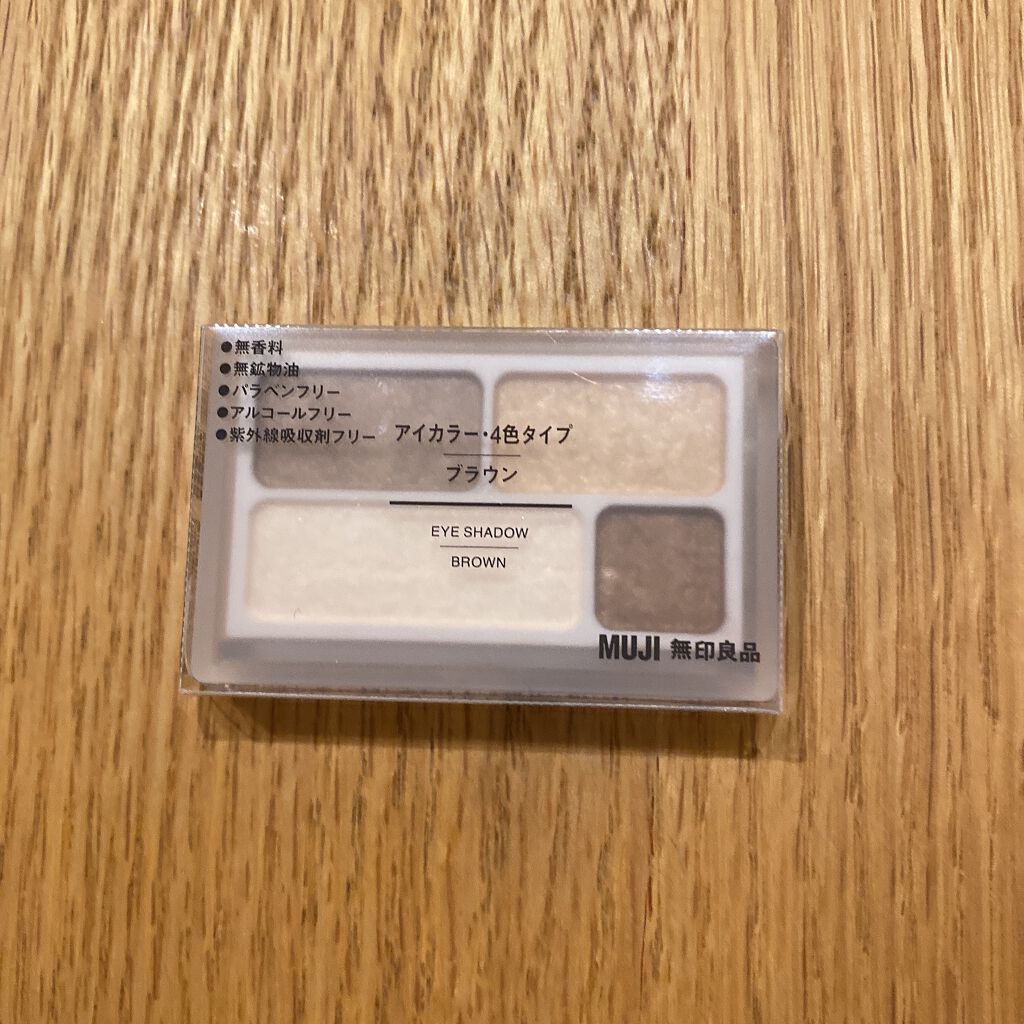 ●無香料
●無鉱物油
●パラベンフリー
●アルコールフリー
●紫外線吸収剤フリー
アイカラー・4色タイプ
ブラウン
EYE SHADOW
BROWN
MUJI 無印良品